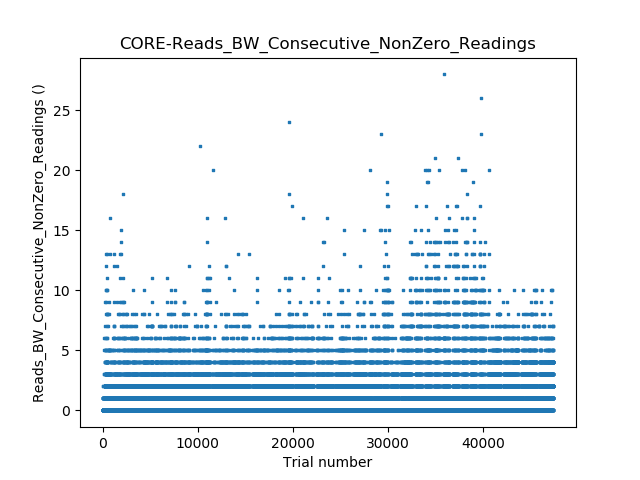 CORE-Reads_BW_Consecutive_NonZero_Readings
Reads_BW_Consecutive_NonZero_Readings ()
25
20
15
10
5
0
0 10000 20000 30000 40000
Trial number